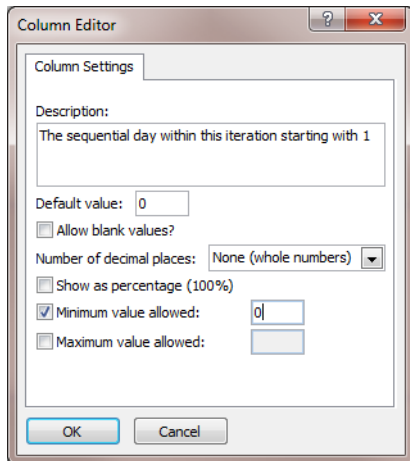 Column Editor
Column Settings
Description:
The sequential day within this iteration starting with 1
Default value: 0
Allow blank values?
Number of decimal places: None (whole numbers)
Show as percentage (100%)
Minimum value allowed: 0
Maximum value allowed:
OK Cancel